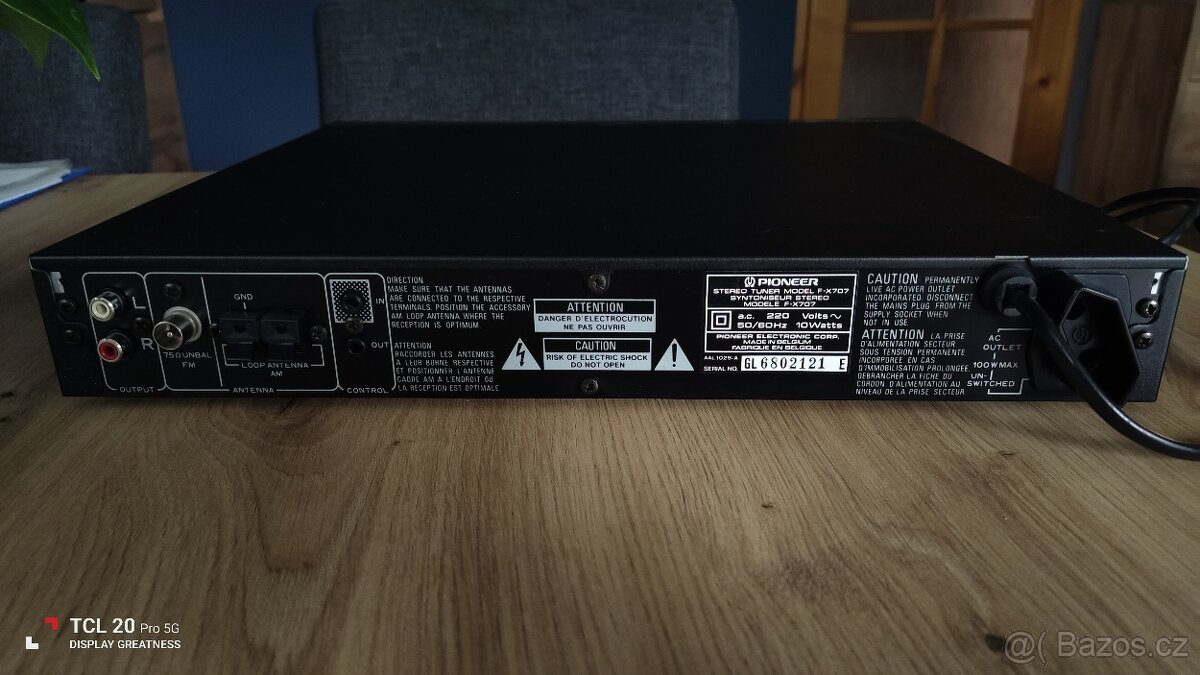 L
R
OUTPUT
75ΩUNBAL
FM
GND
LOOP ANTENNA
AM
ANTENNA
IN
OUT
CONTROL
DIRECTION
MAKE SURE THAT THE ANTENNAS
ARE CONNECTED TO THE RESPECTIVE
TERMINALS POSITION THE ACCESSORY
AM LOOP ANTENNA WHERE THE
RECEPTION IS OPTIMUM.
ATTENTION
RACCORDER LES ANTENNES
A LEUR BORNE RESPECTIVE
ET POSITIONNER L'ANTENNE
CADRE AM A L'ENDROIT OU
LA RECEPTION EST OPTIMALE
ATTENTION
DANGER D'ELECTROCUTION
NE PAS OUVRIR
CAUTION
RISK OF ELECTRIC SHOCK
DO NOT OPEN
PIONEER
STEREO TUNER MODEL F-X707
SYNTONISEUR STEREO
MODELE F-X707
a.c. 220 Volts ~
50/60Hz 10Watts
PIONEER ELECTRONIC CORP.
MADE IN BELGIUM
FABRIQUE EN BELGIQUE
AAL 1025-A
SERIAL NO. GL6802121 E
CAUTION PERMANENTLY
LIVE AC POWER OUTLET
INCORPORATED. DISCONNECT
THE MAINS PLUG FROM THE
SUPPLY SOCKET WHEN
NOT IN USE.
ATTENTION LA PRISE
D'ALIMENTATION SECTEUR
SOUS TENSION PERMANENTE
INCORPOREE EN CAS
D'IMMOBILISATION PROLONGEE.
DEBRANCHER LA FICHE DU
CORDON D'ALIMENTATION AU
NIVEAU DE LA PRISE SECTEUR.
AC
OUTLET
100W MAX
UN-
SWITCHED
TCL 20 Pro 5G
DISPLAY GREATNESS
@( Bazos.cz